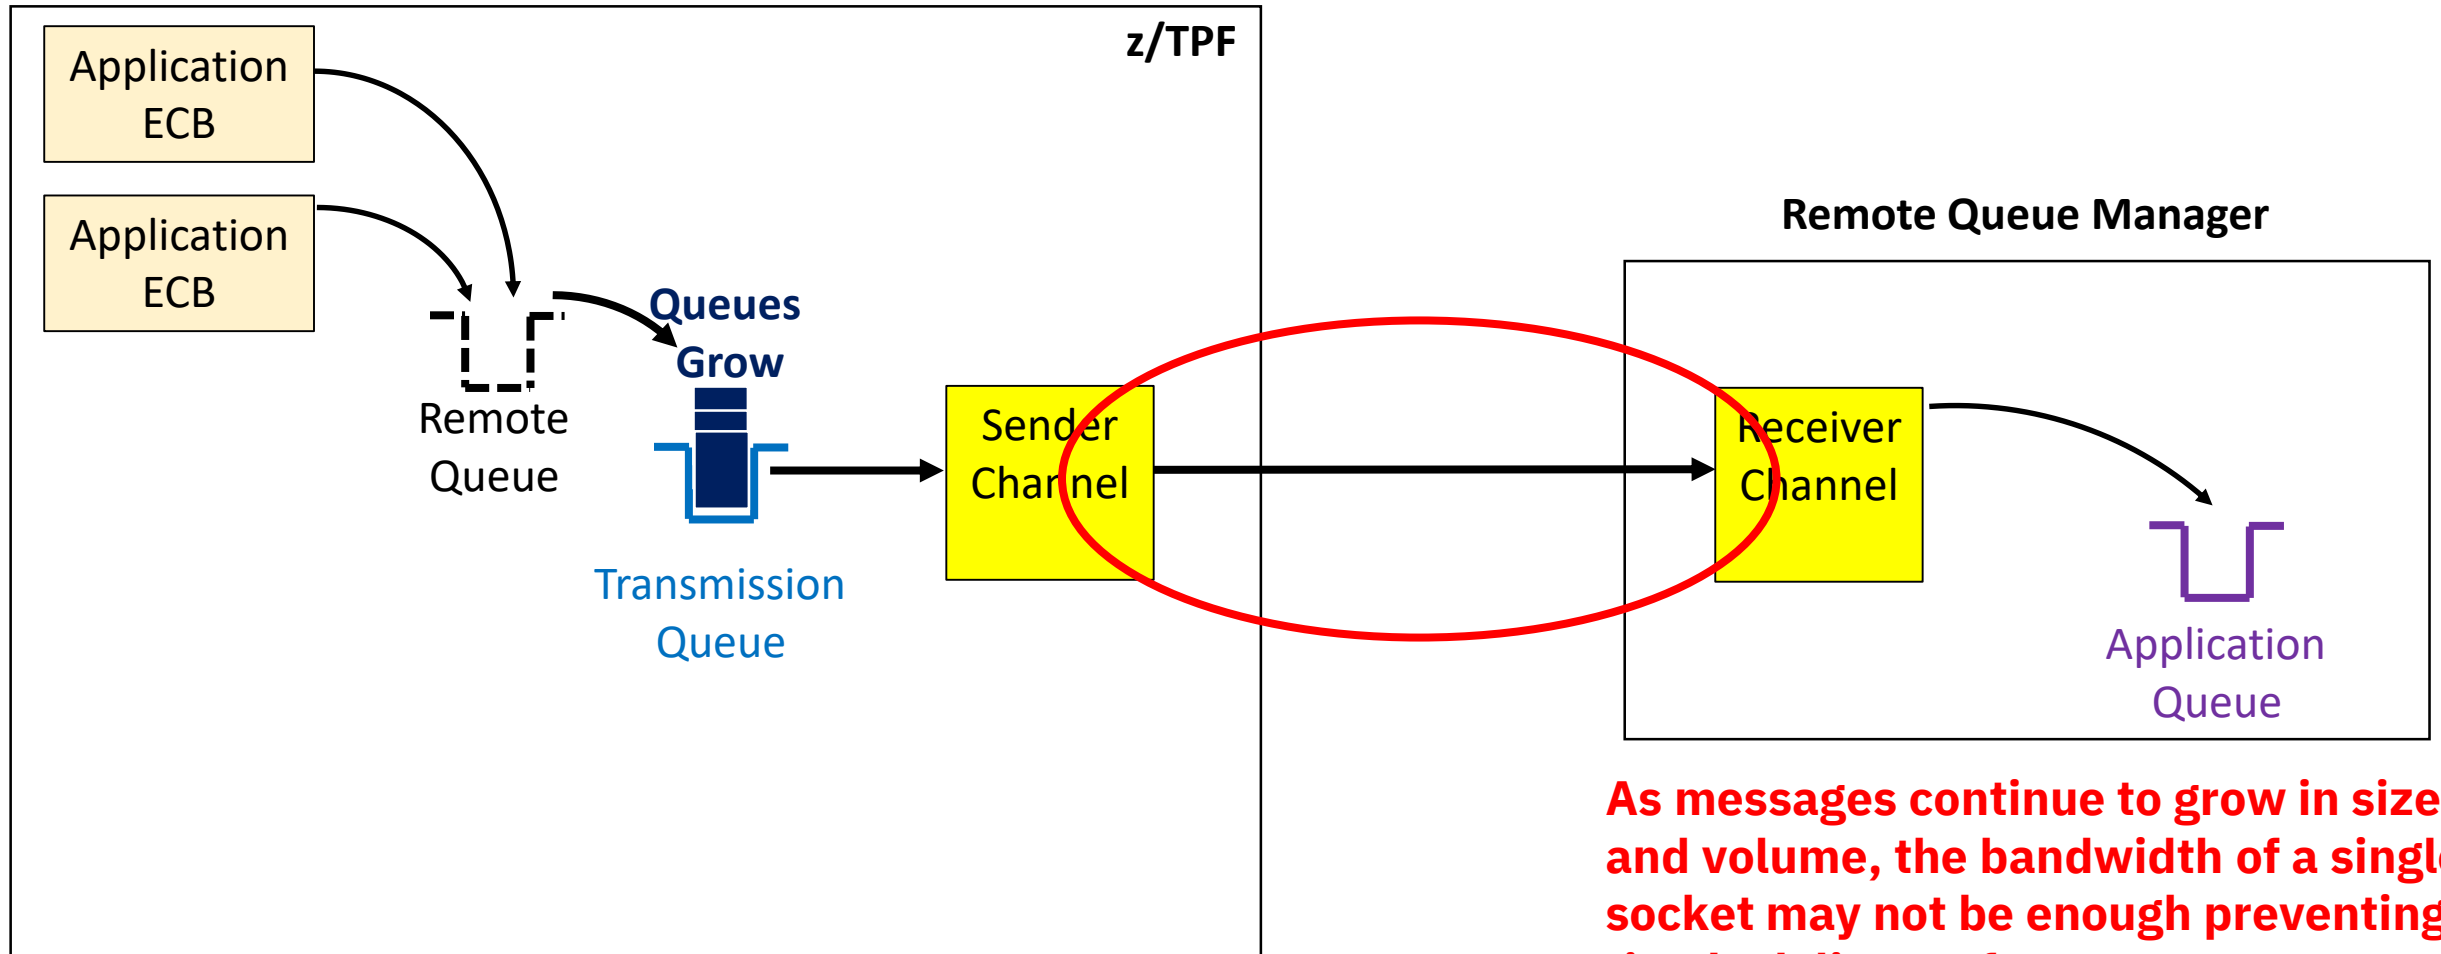 z/TPF
Application
ECB
Application
ECB
Remote
Queue
Queues
Grow
Transmission
Queue
Sender
Channel
Remote Queue Manager
Receiver
Channel
Application
Queue
As messages continue to grow in size
and volume, the bandwidth of a single
socket may not be enough preventing